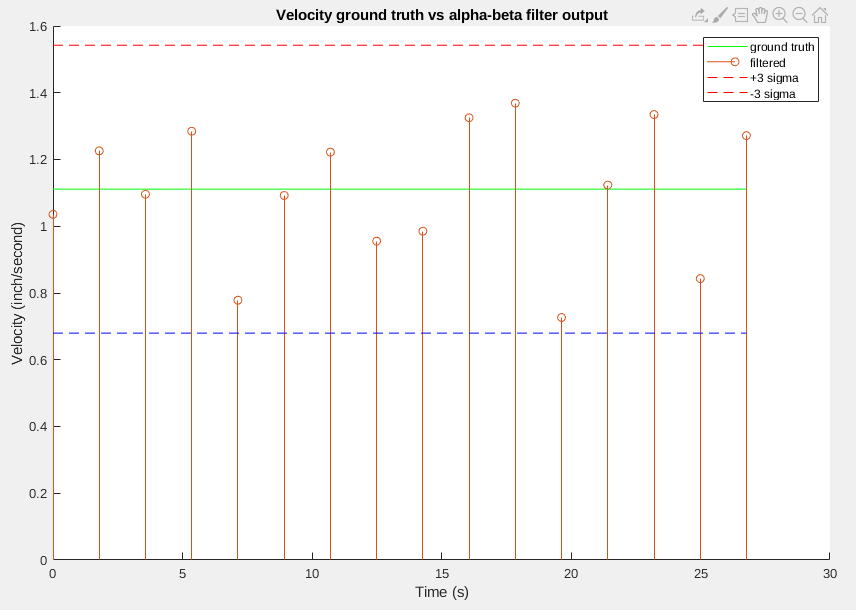 Velocity ground truth vs alpha-beta filter output
ground truth
filtered
+3 sigma
-3 sigma
1.6
1.4
1.2
1
0.8
0.6
0.4
0.2
0
Velocity (inch/second)
0 5 10 15 20 25 30
Time (s)